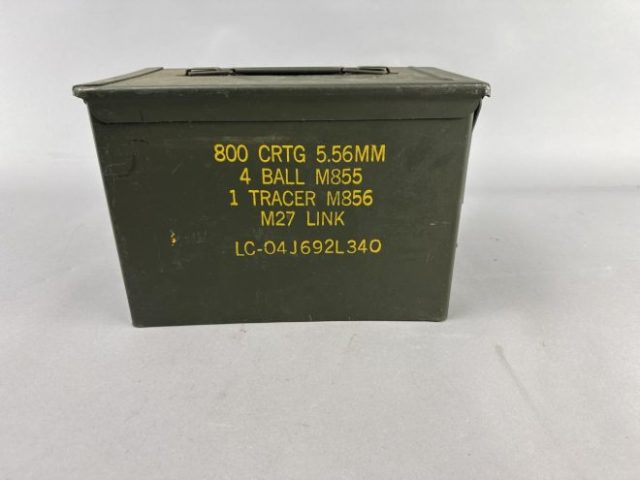 800 CRTG 5.56MM
4 BALL M855
1 TRACER M856
M27 LINK
LC-04J692L340